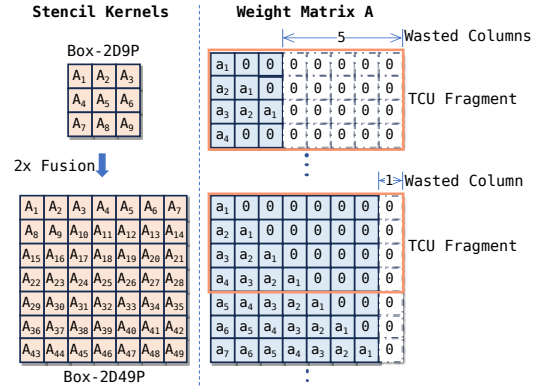 Stencil Kernels
Box-2D9P
A₁ A₂ A₃
A₄ A₅ A₆
A₇ A₈ A₉
2x Fusion
A₁ A₂ A₃ A₄ A₅ A₆ A₇
A₈ A₉ A₁₀ A₁₁ A₁₂ A₁₃ A₁₄
A₁₅ A₁₆ A₁₇ A₁₈ A₁₉ A₂₀ A₂₁
A₂₂ A₂₃ A₂₄ A₂₅ A₂₆ A₂₇ A₂₈
A₂₉ A₃₀ A₃₁ A₃₂ A₃₃ A₃₄ A₃₅
A₃₆ A₃₇ A₃₈ A₃₉ A₄₀ A₄₁ A₄₂
A₄₃ A₄₄ A₄₅ A₄₆ A₄₇ A₄₈ A₄₉
Box-2D49P
Weight Matrix A
5 Wasted Columns
a₁ 0 0 0 0 0 0 0
a₂ a₁ 0 0 0 0 0 0
a₃ a₂ a₁ 0 0 0 0 0
a₄ 0 0 0 0 0 0 0
TCU Fragment
1 Wasted Column
a₁ 0 0 0 0 0 0 0
a₂ a₁ 0 0 0 0 0 0
a₃ a₂ a₁ 0 0 0 0 0
a₄ a₃ a₂ a₁ 0 0 0 0
a₅ a₄ a₃ a₂ a₁ 0 0 0
a₆ a₅ a₄ a₃ a₂ a₁ 0 0
a₇ a₆ a₅ a₄ a₃ a₂ a₁ 0
TCU Fragment